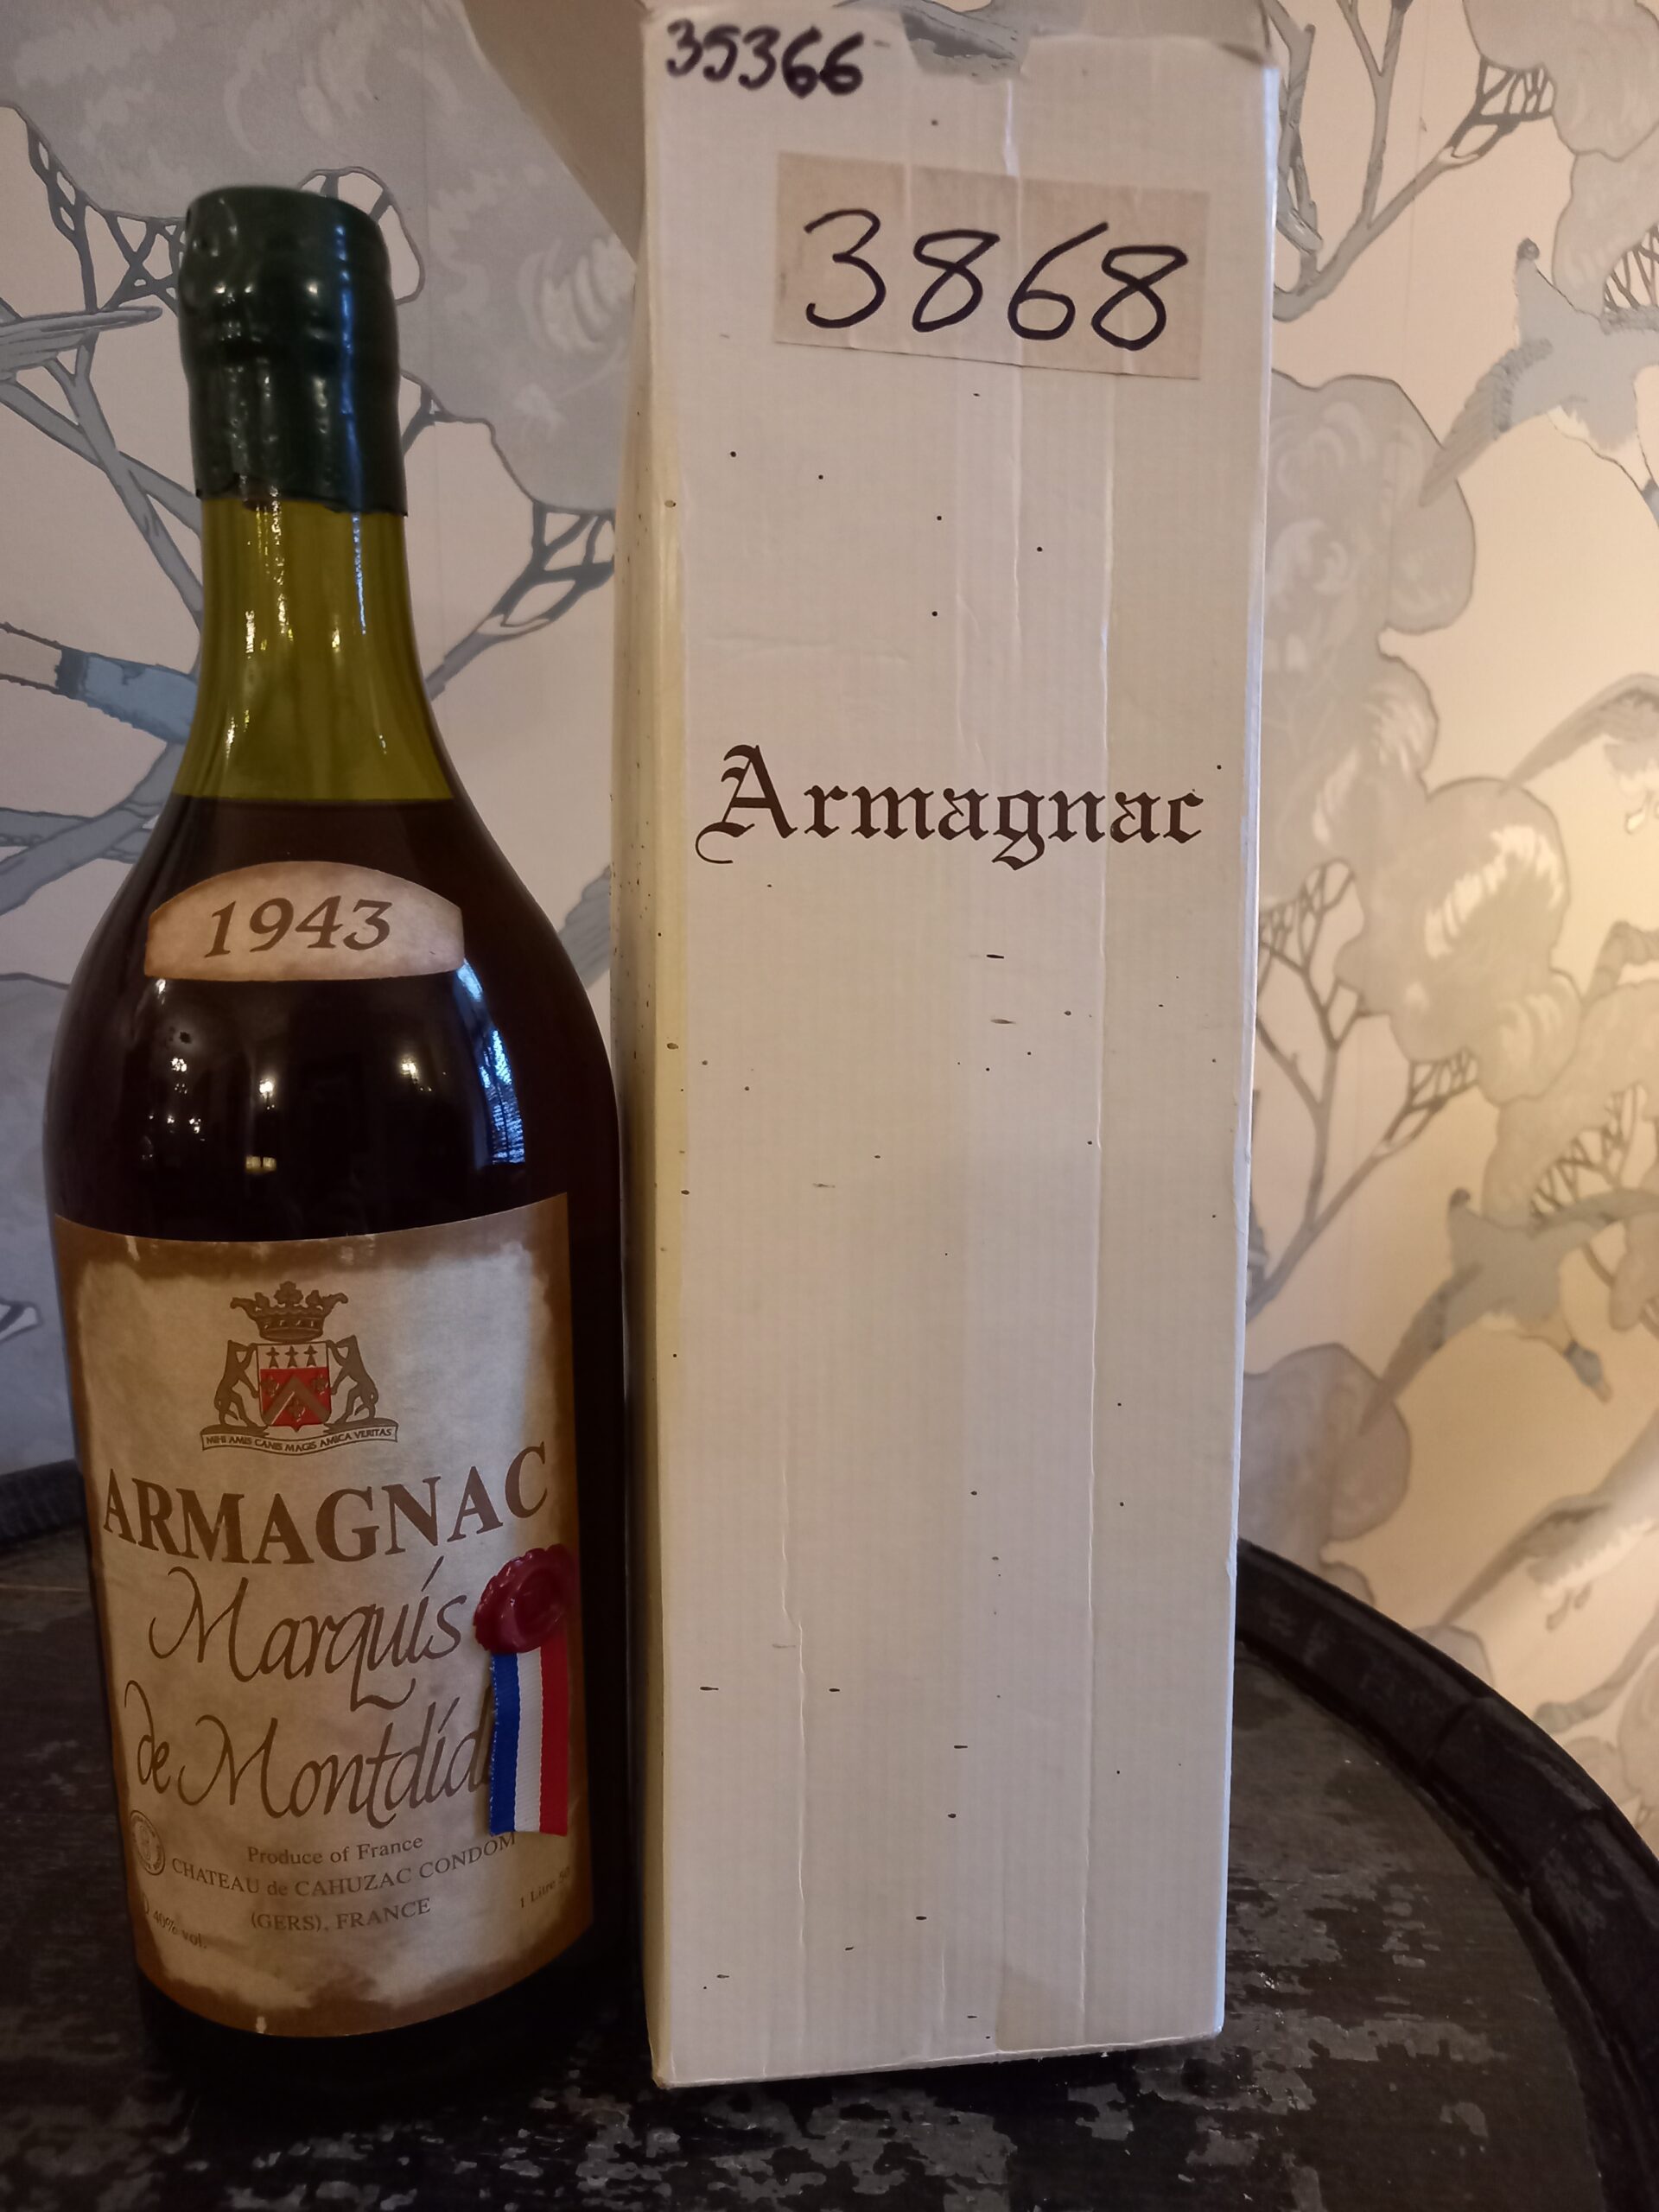 35366
3868
Armagnac
1943
MIHI AMIS CANIS MAGIS AMICA VERITAS
ARMAGNAC
Marquis
de Montdid
Produce of France
CHATEAU de CAHUZAC CONDOM
(GERS), FRANCE
40% vol.
1 Litre